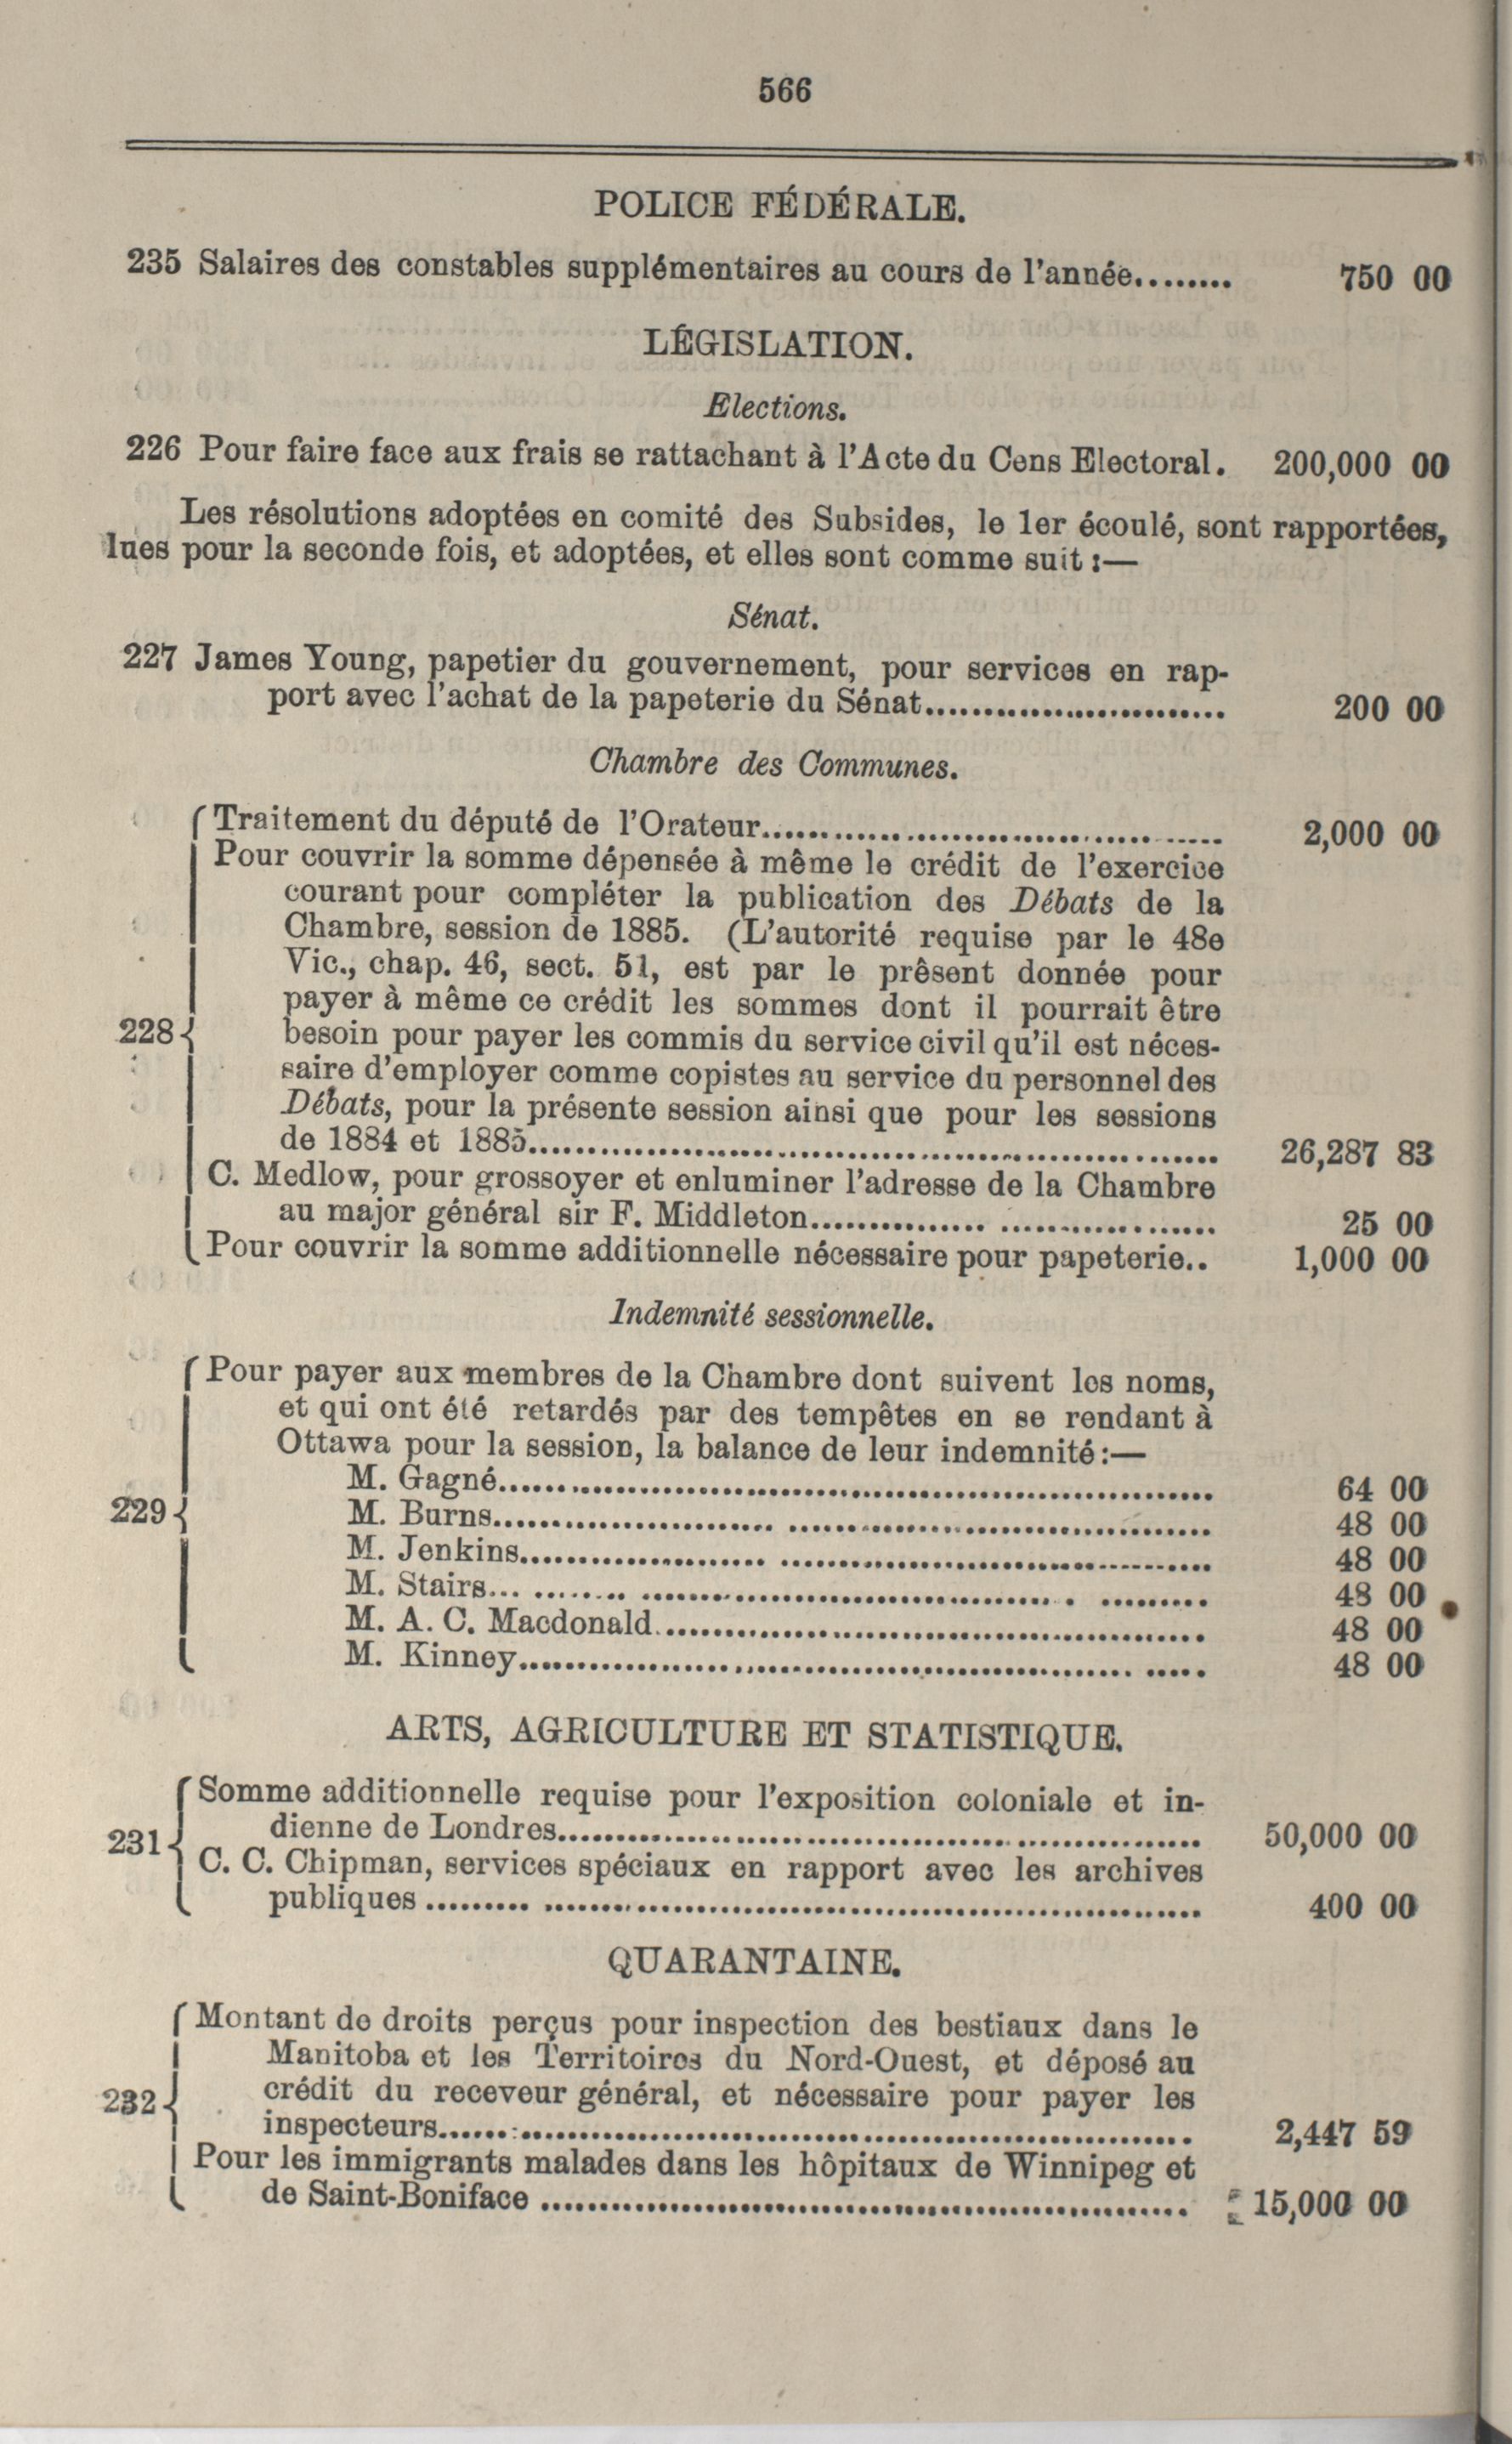 566
POLICE FÉDÉRALE.
235 Salaires des constables supplémentaires au cours de l'année......... 750 00
LÉGISLATION.
Elections.
226 Pour faire face aux frais se rattachant à l'Acte du Cens Electoral. 200,000 00
Les résolutions adoptées en comité des Subsides, le 1er écoulé, sont rapportées,
lues pour la seconde fois, et adoptées, et elles sont comme suit :—
Sénat.
227 James Young, papetier du gouvernement, pour services en rap-
port avec l'achat de la papeterie du Sénat........................... 200 00
Chambre des Communes.
Traitement du député de l'Orateur........................................ 2,000 00
Pour couvrir la somme dépensée à même le crédit de l'exercice
courant pour compléter la publication des Débats de la
Chambre, session de 1885. (L'autorité requise par le 48e
Vic., chap. 46, sect. 51, est par le prêsent donnée pour
payer à même ce crédit les sommes dont il pourrait être
228 besoin pour payer les commis du service civil qu'il est néces-
saire d'employer comme copistes au service du personnel des
Débats, pour la présente session ainsi que pour les sessions
de 1884 et 1885............................................................ 26,287 83
C. Medlow, pour grossoyer et enluminer l'adresse de la Chambre
au major général sir F. Middleton.................................. 25 00
Pour couvrir la somme additionnelle nécessaire pour papeterie.. 1,000 00
Indemnité sessionnelle.
Pour payer aux membres de la Chambre dont suivent les noms,
et qui ont été retardés par des tempêtes en se rendant à
Ottawa pour la session, la balance de leur indemnité:—
M. Gagné.............................................................. 64 00
229 M. Burns.............................................................. 48 00
M. Jenkins............................................................ 48 00
M. Stairs... .......................................................... 48 00
M. A. C. Macdonald................................................ 48 00
M. Kinney............................................................ 48 00
ARTS, AGRICULTURE ET STATISTIQUE.
Somme additionnelle requise pour l'exposition coloniale et in-
231 dienne de Londres........................................................ 50,000 00
C. C. Chipman, services spéciaux en rapport avec les archives
publiques ................................................................... 400 00
QUARANTAINE.
Montant de droits perçus pour inspection des bestiaux dans le
Manitoba et les Territoires du Nord-Ouest, et déposé au
232 crédit du receveur général, et nécessaire pour payer les
inspecteurs................................................................. 2,447 59
Pour les immigrants malades dans les hôpitaux de Winnipeg et
de Saint-Boniface ........................................................ 15,000 00